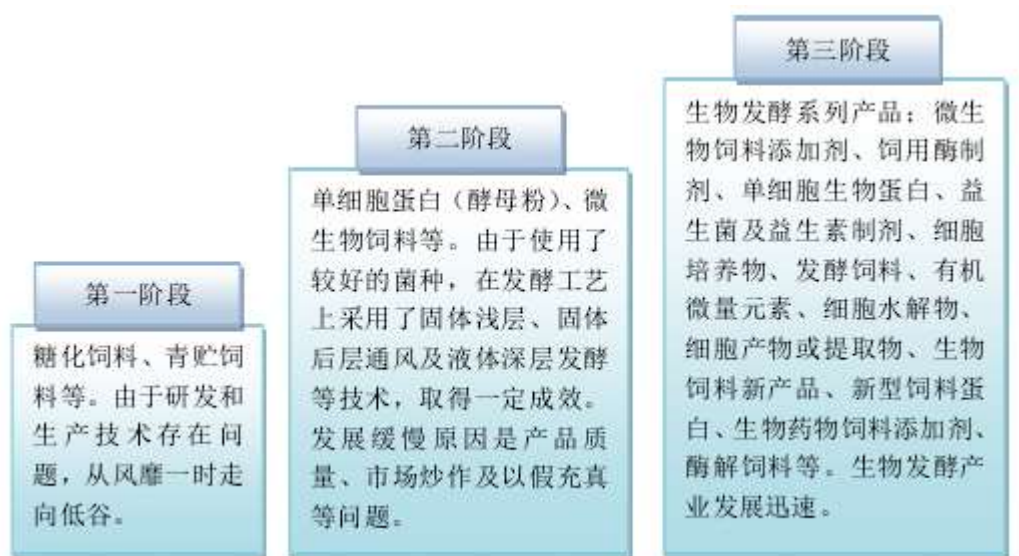 第一阶段
糖化饲料、青贮饲
料等。由于研发和
生产技术存在问
题，从风靡一时走
向低谷。
第二阶段
单细胞蛋白（酵母粉）、微
生物饲料等。由于使用了
较好的菌种，在发酵工艺
上采用了固体浅层、固体
后层通风及液体深层发酵
等技术，取得一定成效。
发展缓慢原因是产品质
量、市场炒作及以假充真
等问题。
第三阶段
生物发酵系列产品：微生
物饲料添加剂、饲用酶制
剂、单细胞生物蛋白、益
生菌及益生素制剂、细胞
培养物、发酵饲料、有机
微量元素、细胞水解物、
细胞产物或提取物、生物
饲料新产品、新型饲料蛋
白、生物药物饲料添加剂、
酶解饲料等。生物发酵产
业发展迅速。